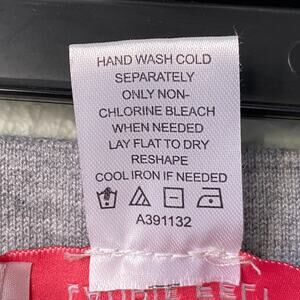 HAND WASH COLD
SEPARATELY
ONLY NON-
CHLORINE BLEACH
WHEN NEEDED
LAY FLAT TO DRY
RESHAPE
COOL IRON IF NEEDED
A391132